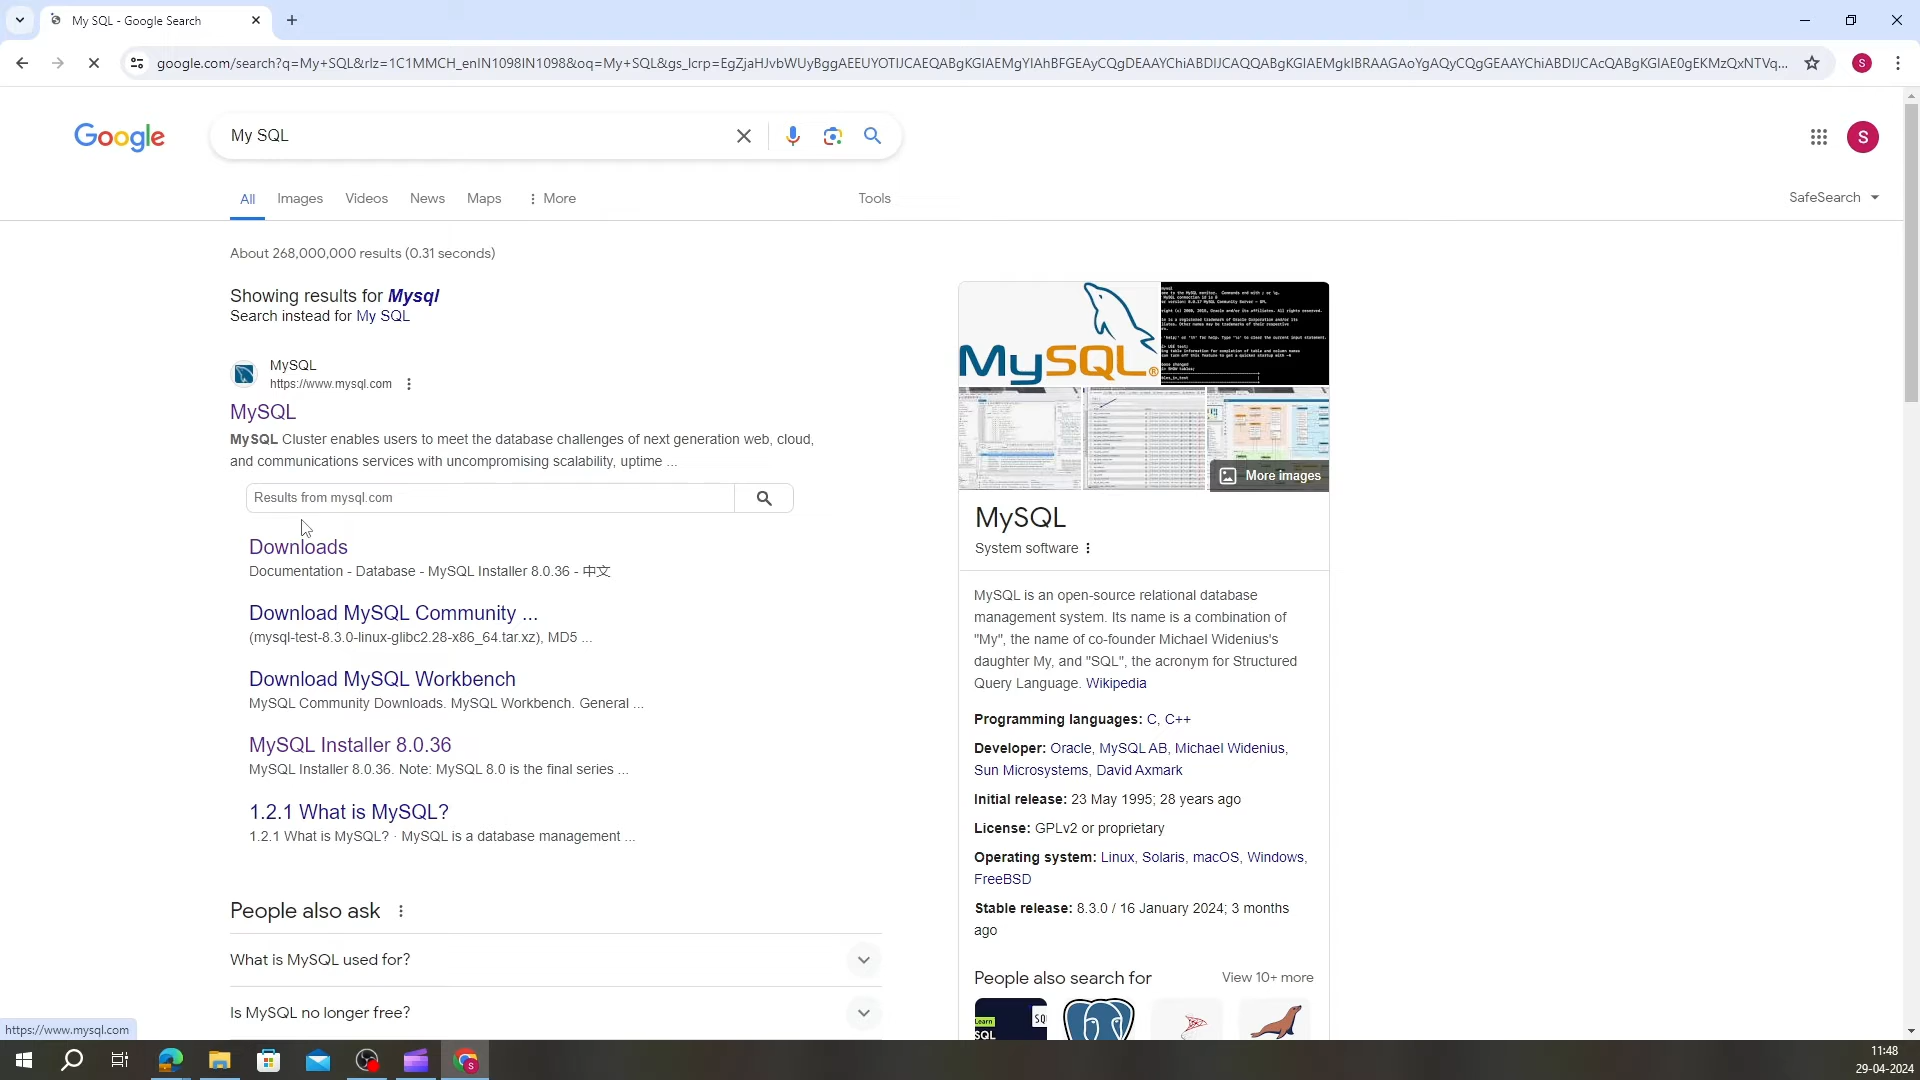 My SQL - Google Search
google.com/search?q=My+SQL&rlz=1C1MMCH_enIN1098IN1098&oq=My+SQL&gs_lcrp=EgZjaHJvbWUyBggAEEUYOTIJCAEQABgKGIAEMgYIAhBFGEAyCQgDEAAYChiABDIJCAQQABgKGIAEMgkIBRAAGAoYgAQyCQgGEAAYChiABDIJCAcQABgKGIAE0gEKMzQxNTVq...
S
Google
My SQL
S
All
Images
Videos
News
Maps
More
Tools
SafeSearch
About 268,000,000 results (0.31 seconds)
Showing results for Mysql
Search instead for My SQL
MySQL
https://www.mysql.com
MySQL
MySQL Cluster enables users to meet the database challenges of next generation web, cloud,
and communications services with uncompromising scalability, uptime ...
Results from mysql.com
Downloads
Documentation - Database - MySQL Installer 8.0.36 - 中文
Download MySQL Community ...
(mysql-test-8.3.0-linux-glibc2.28-x86_64.tar.xz), MD5 ...
Download MySQL Workbench
MySQL Community Downloads. MySQL Workbench. General ...
MySQL Installer 8.0.36
MySQL Installer 8.0.36. Note: MySQL 8.0 is the final series ...
1.2.1 What is MySQL?
1.2.1 What is MySQL? · MySQL is a database management ...
People also ask
What is MySQL used for?
Is MySQL no longer free?
MySQL®
More images
MySQL
System software
MySQL is an open-source relational database
management system. Its name is a combination of
"My", the name of co-founder Michael Widenius's
daughter My, and "SQL", the acronym for Structured
Query Language. Wikipedia
Programming languages: C, C++
Developer: Oracle, MySQL AB, Michael Widenius,
Sun Microsystems, David Axmark
Initial release: 23 May 1995; 28 years ago
License: GPLv2 or proprietary
Operating system: Linux, Solaris, macOS, Windows,
FreeBSD
Stable release: 8.3.0 / 16 January 2024; 3 months
ago
People also search for
View 10+ more
Learn
SQL
https://www.mysql.com
11:48
29-04-2024